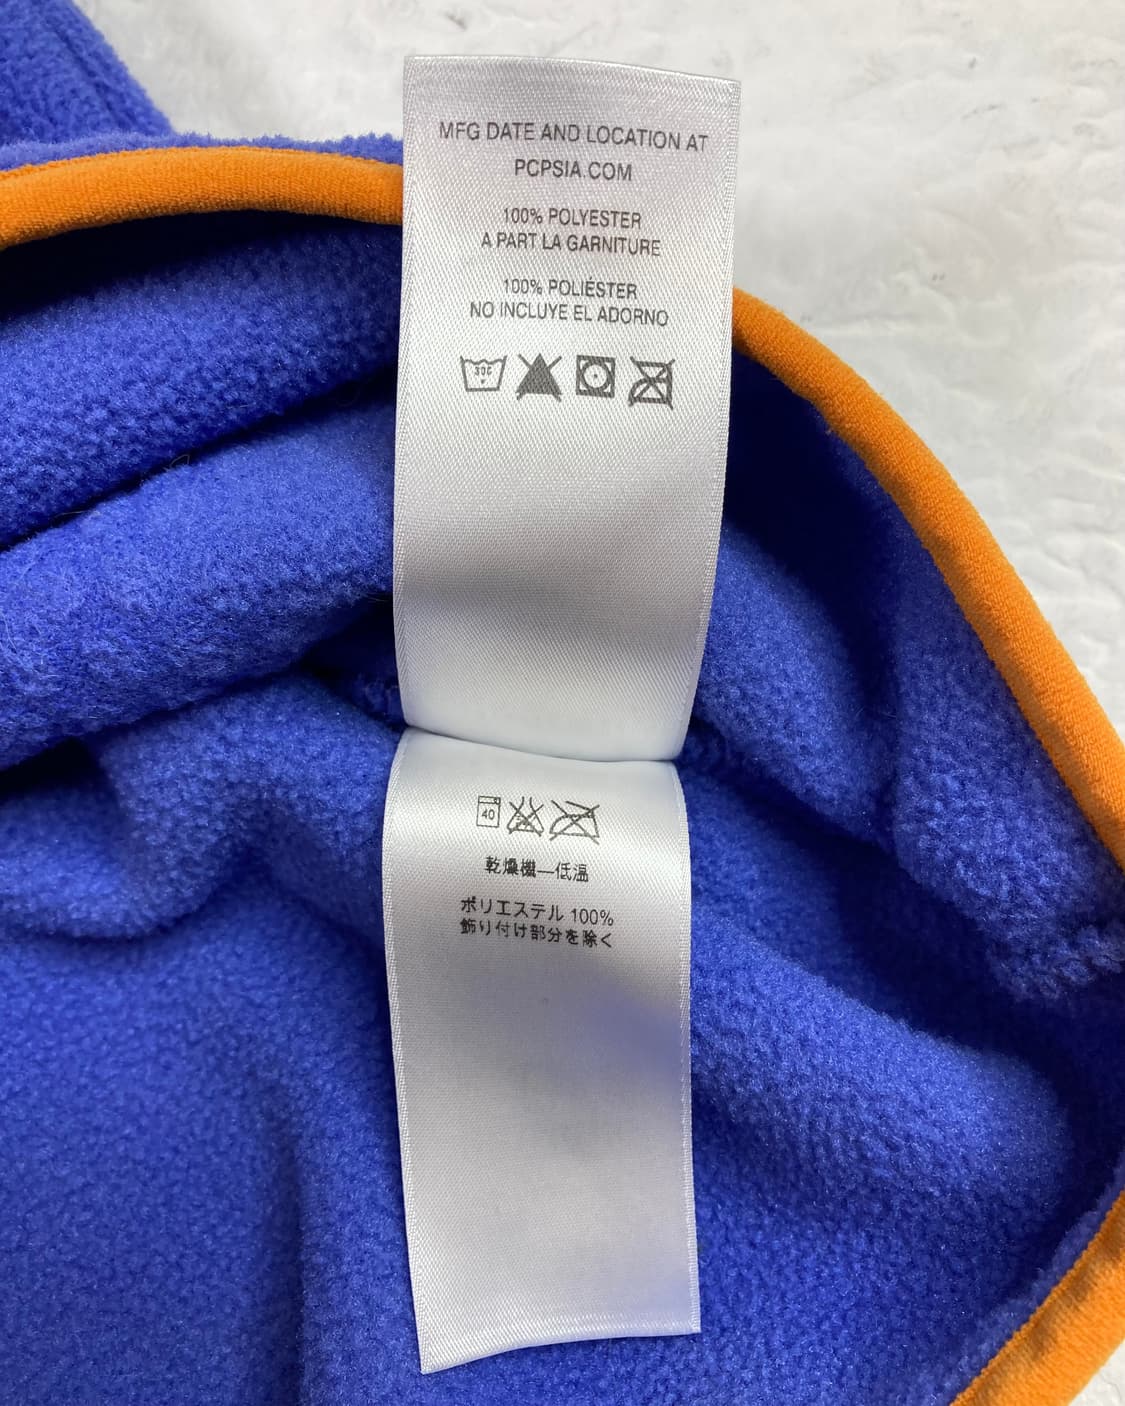 MFG DATE AND LOCATION AT
PCPSIA.COM
100% POLYESTER
A PART LA GARNITURE
100% POLIÉSTER
NO INCLUYE EL ADORNO
30C
40
乾燥機—低温
ポリエステル 100%
飾り付け部分を除く